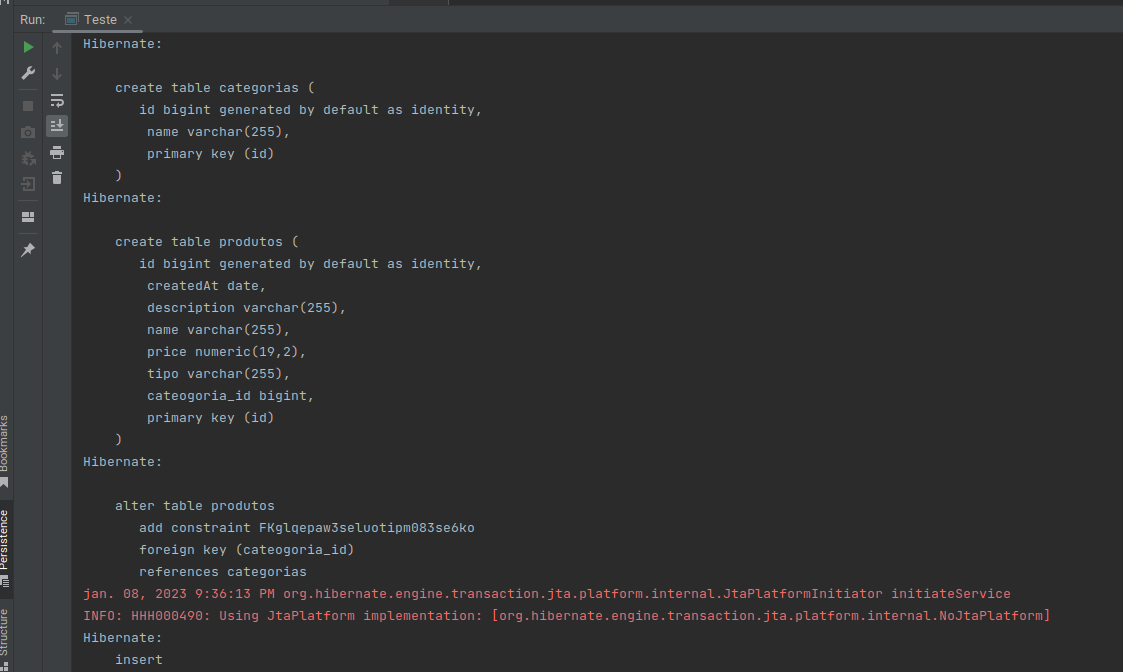 Run:
Teste
Hibernate:
create table categorias (
id bigint generated by default as identity,
name varchar(255),
primary key (id)
)
Hibernate:
create table produtos (
id bigint generated by default as identity,
createdAt date,
description varchar(255),
name varchar(255),
price numeric(19,2),
tipo varchar(255),
cateogoria_id bigint,
primary key (id)
)
Hibernate:
alter table produtos
add constraint FKglqepaw3seluotipm083se6ko
foreign key (cateogoria_id)
references categorias
jan. 08, 2023 9:36:13 PM org.hibernate.engine.transaction.jta.platform.internal.JtaPlatformInitiator initiateService
INFO: HHH000490: Using JtaPlatform implementation: [org.hibernate.engine.transaction.jta.platform.internal.NoJtaPlatform]
Hibernate:
insert
Bookmarks
Persistence
Structure